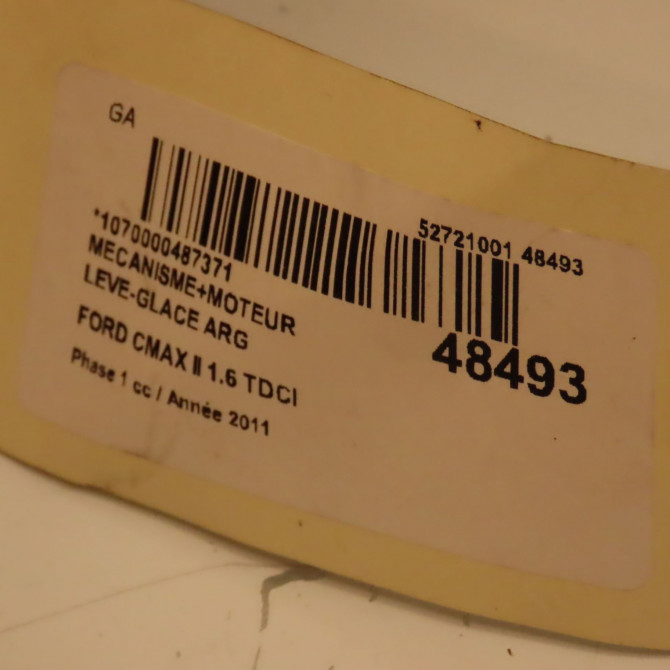 GA
52721001 48493
*1070000487371
MECANISME+MOTEUR
LEVE-GLACE ARG
48493
FORD CMAX II 1.6 TDCI
Phase 1 cc / Année 2011